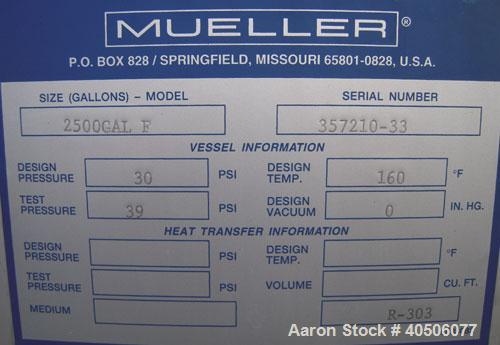 MUELLER®
P.O. BOX 828 / SPRINGFIELD, MISSOURI 65801-0828, U.S.A.
SIZE (GALLONS) – MODEL SERIAL NUMBER
2500GAL F 357210-33
VESSEL INFORMATION
DESIGN PRESSURE 30 PSI DESIGN TEMP. 160 °F
TEST PRESSURE 39 PSI DESIGN VACUUM 0 IN. HG.
HEAT TRANSFER INFORMATION
DESIGN PRESSURE PSI DESIGN TEMP. °F
TEST PRESSURE PSI VOLUME CU. FT.
MEDIUM R-303
Aaron Stock # 40506077